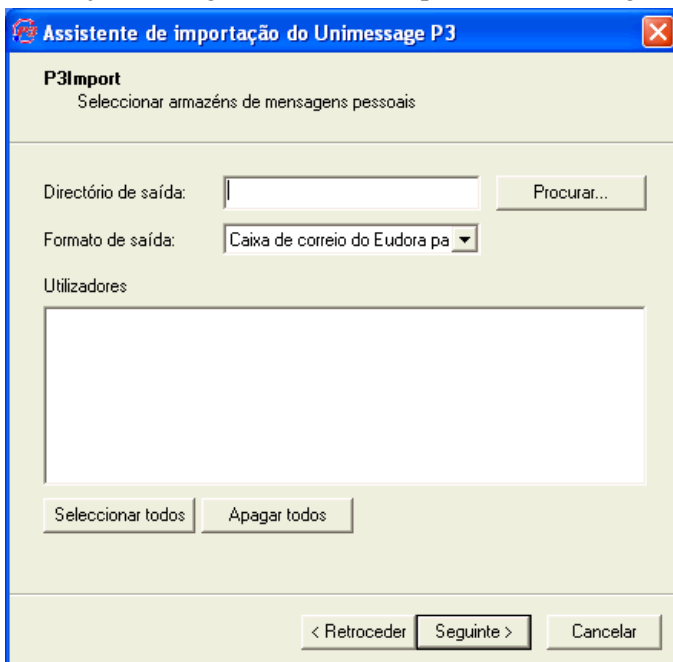 Assistente de importação do Unimessage P3
P3Import
Seleccionar armazéns de mensagens pessoais
Directório de saída:
Procurar...
Formato de saída: Caixa de correio do Eudora pa
Utilizadores
Seleccionar todos Apagar todos
< Retroceder Seguinte > Cancelar